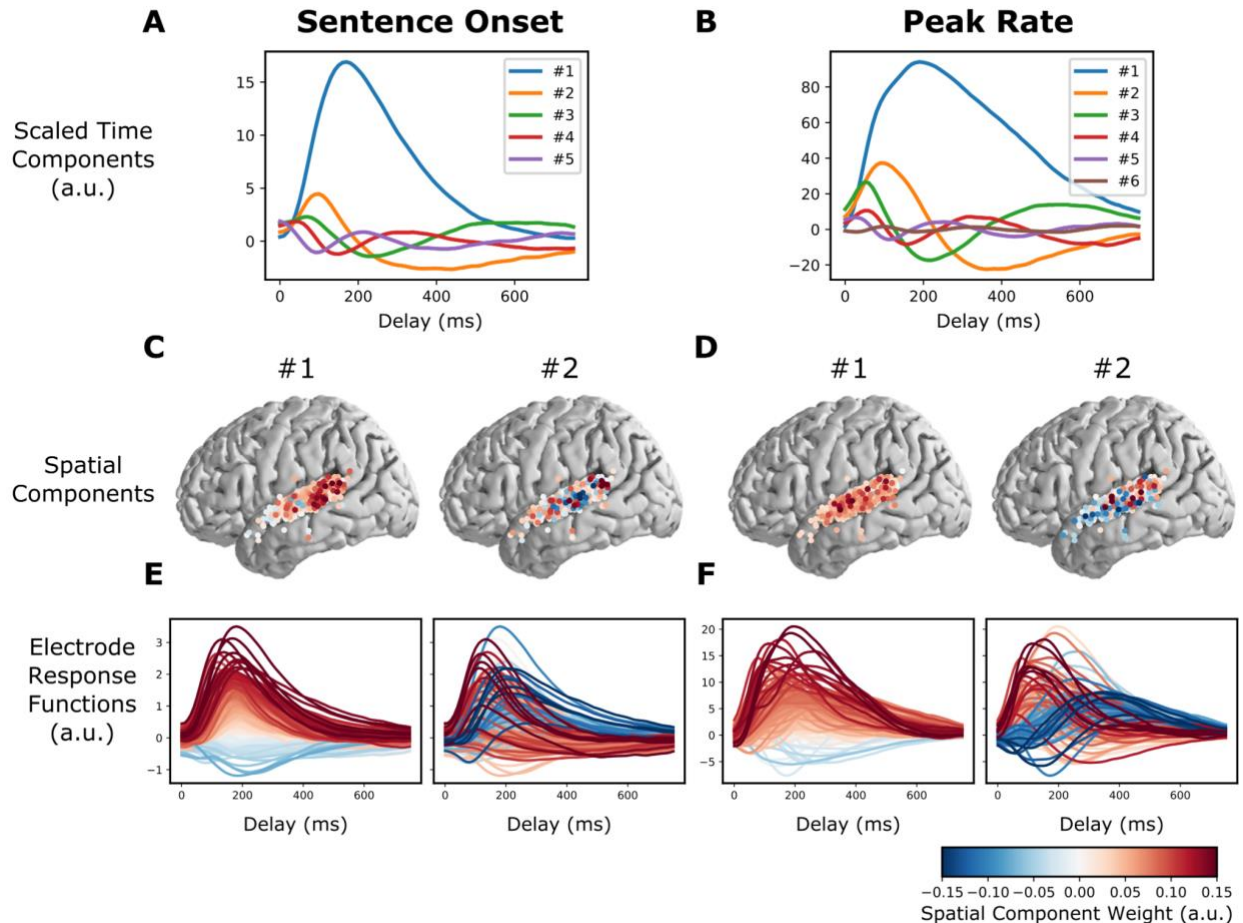 A
Sentence Onset
B
Peak Rate
Scaled Time
Components
(a.u.)
15
10
5
0
#1
#2
#3
#4
#5
0
200
400
600
Delay (ms)
80
60
40
20
0
−20
#1
#2
#3
#4
#5
#6
0
200
400
600
Delay (ms)
C
#1
#2
D
#1
#2
Spatial
Components
E
F
Electrode
Response
Functions
(a.u.)
3
2
1
0
−1
0
200
400
600
Delay (ms)
0
200
400
600
Delay (ms)
20
15
10
5
0
−5
0
200
400
600
Delay (ms)
0
200
400
600
Delay (ms)
−0.15 −0.10 −0.05 0.00 0.05 0.10 0.15
Spatial Component Weight (a.u.)